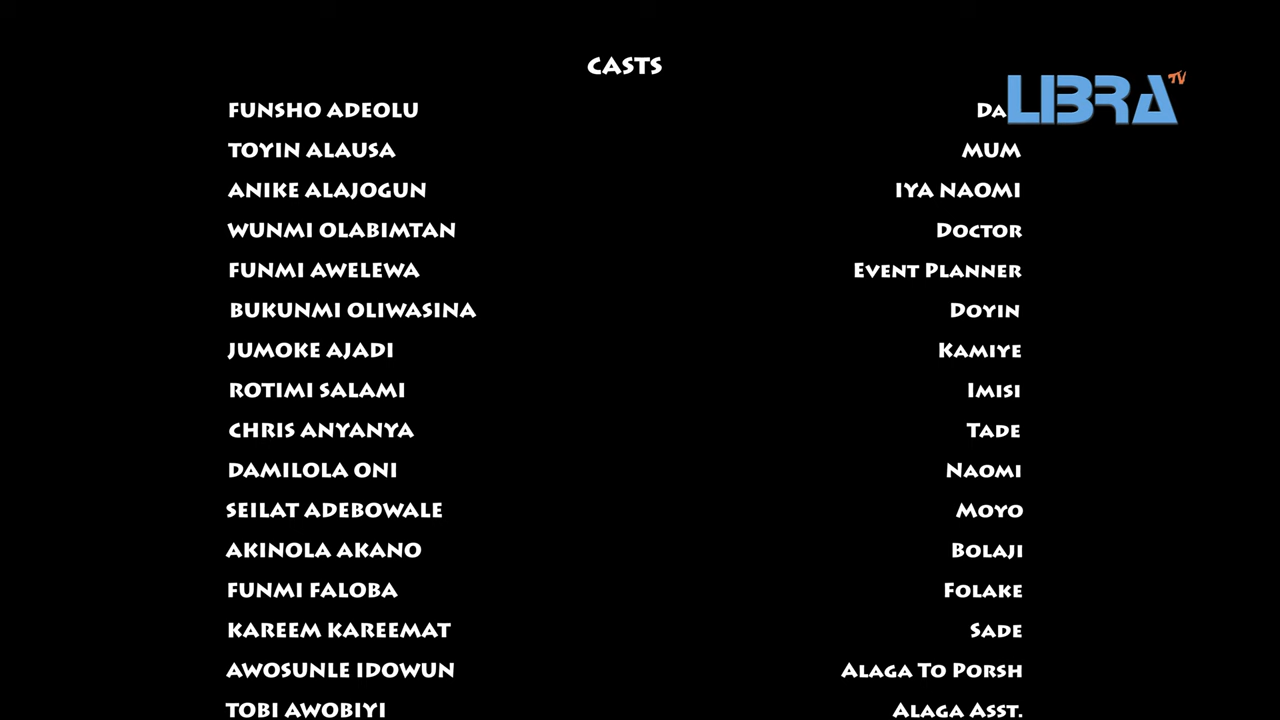 CASTS
LIBRA TV
FUNSHO ADEOLU
TOYIN ALAUSA MUM
ANIKE ALAJOGUN IYA NAOMI
WUNMI OLABIMTAN DOCTOR
FUNMI AWELEWA EVENT PLANNER
BUKUNMI OLIWASINA DOYIN
JUMOKE AJADI KAMIYE
ROTIMI SALAMI IMISI
CHRIS ANYANYA TADE
DAMILOLA ONI NAOMI
SEILAT ADEBOWALE MOYO
AKINOLA AKANO BOLAJI
FUNMI FALOBA FOLAKE
KAREEM KAREEMAT SADE
AWOSUNLE IDOWUN ALAGA TO PORSH
TOBI AWOBIYI ALAGA ASST.